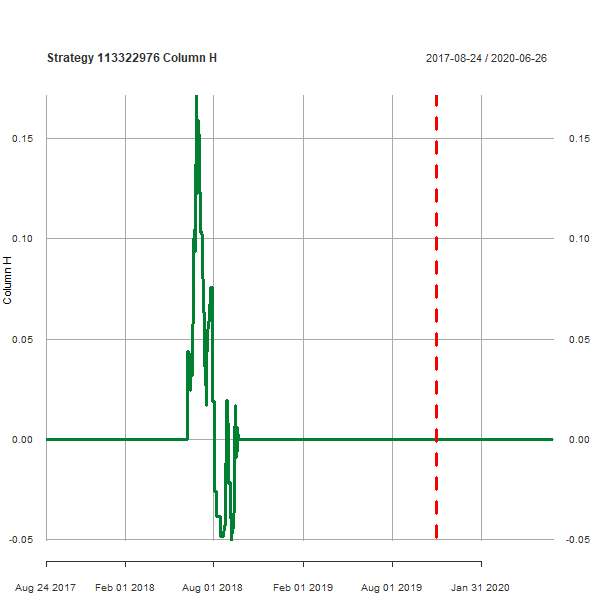 Strategy 113322976 Column H 2017-08-24 / 2020-06-26
0.15 0.15
0.10 0.10
Column H
0.05 0.05
0.00 0.00
-0.05 -0.05
Aug 24 2017 Feb 01 2018 Aug 01 2018 Feb 01 2019 Aug 01 2019 Jan 31 2020